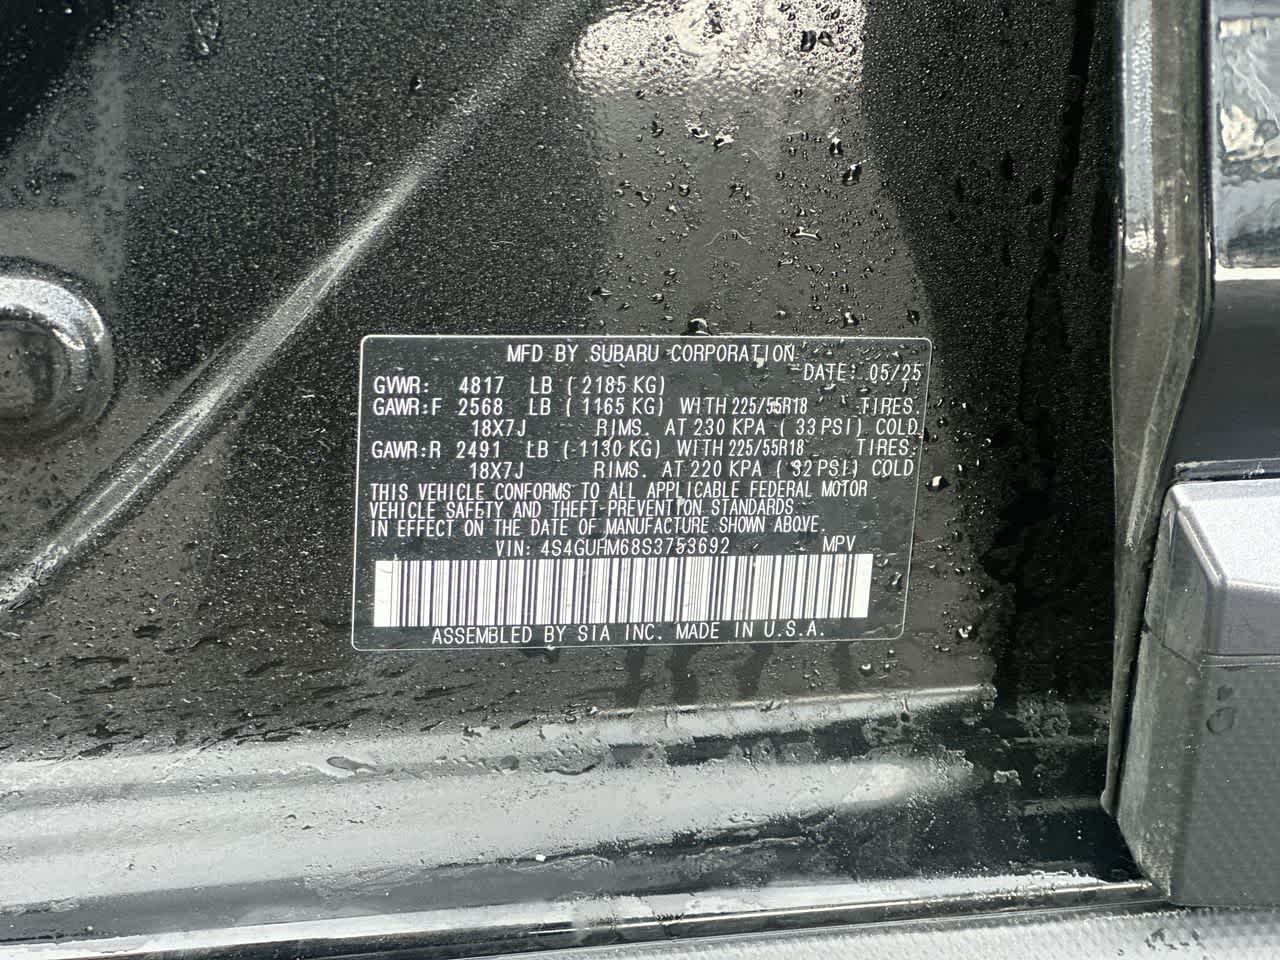 MFD BY SUBARU CORPORATION
DATE: 05/25
GVWR: 4817 LB (2185 KG)
GAWR:F 2568 LB (1165 KG) WITH 225/55R18 TIRES.
18X7J RIMS. AT 230 KPA (33 PSI) COLD
GAWR:R 2491 LB (1130 KG) WITH 225/55R18 TIRES.
18X7J RIMS. AT 220 KPA (32 PSI) COLD
THIS VEHICLE CONFORMS TO ALL APPLICABLE FEDERAL MOTOR
VEHICLE SAFETY AND THEFT-PREVENTION STANDARDS
IN EFFECT ON THE DATE OF MANUFACTURE SHOWN ABOVE.
VIN: 4S4GUHM68S3753692 MPV
ASSEMBLED BY SIA INC. MADE IN U.S.A.